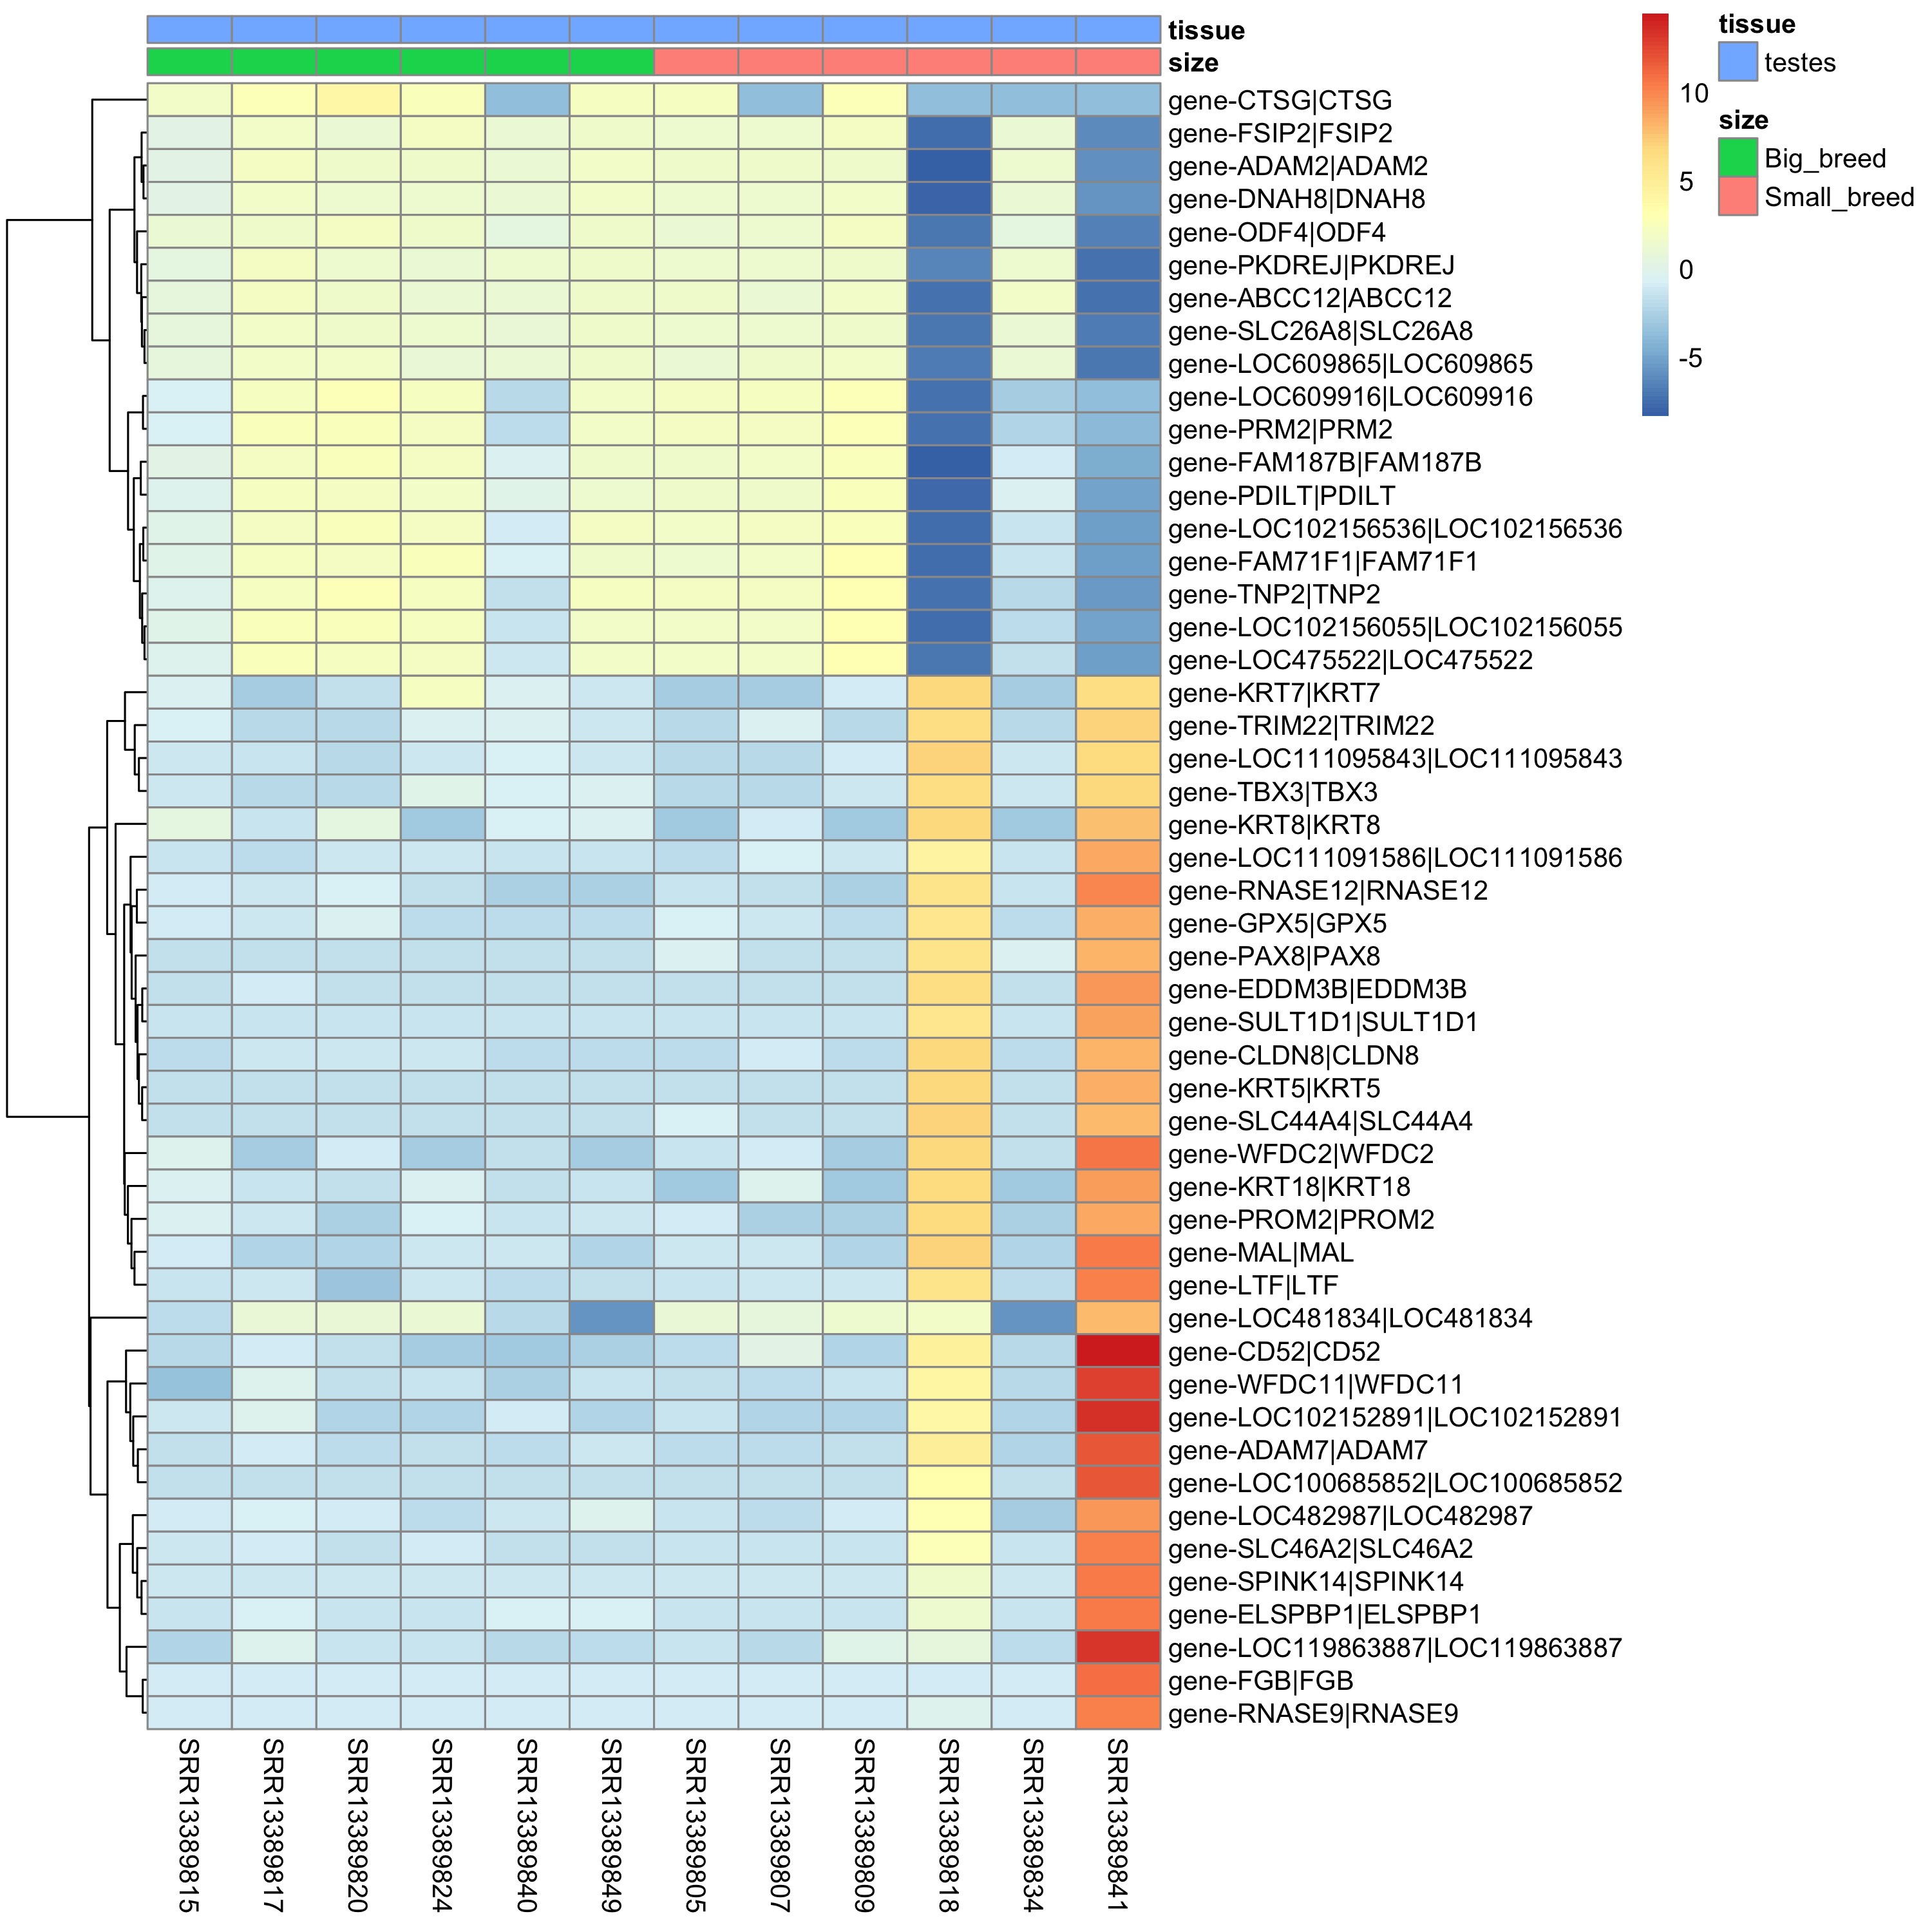 tissue
size
gene-CTSG|CTSG
gene-FSIP2|FSIP2
gene-ADAM2|ADAM2
gene-DNAH8|DNAH8
gene-ODF4|ODF4
gene-PKDREJ|PKDREJ
gene-ABCC12|ABCC12
gene-SLC26A8|SLC26A8
gene-LOC609865|LOC609865
gene-LOC609916|LOC609916
gene-PRM2|PRM2
gene-FAM187B|FAM187B
gene-PDILT|PDILT
gene-LOC102156536|LOC102156536
gene-FAM71F1|FAM71F1
gene-TNP2|TNP2
gene-LOC102156055|LOC102156055
gene-LOC475522|LOC475522
gene-KRT7|KRT7
gene-TRIM22|TRIM22
gene-LOC111095843|LOC111095843
gene-TBX3|TBX3
gene-KRT8|KRT8
gene-LOC111091586|LOC111091586
gene-RNASE12|RNASE12
gene-GPX5|GPX5
gene-PAX8|PAX8
gene-EDDM3B|EDDM3B
gene-SULT1D1|SULT1D1
gene-CLDN8|CLDN8
gene-KRT5|KRT5
gene-SLC44A4|SLC44A4
gene-WFDC2|WFDC2
gene-KRT18|KRT18
gene-PROM2|PROM2
gene-MAL|MAL
gene-LTF|LTF
gene-LOC481834|LOC481834
gene-CD52|CD52
gene-WFDC11|WFDC11
gene-LOC102152891|LOC102152891
gene-ADAM7|ADAM7
gene-LOC100685852|LOC100685852
gene-LOC482987|LOC482987
gene-SLC46A2|SLC46A2
gene-SPINK14|SPINK14
gene-ELSPBP1|ELSPBP1
gene-LOC119863887|LOC119863887
gene-FGB|FGB
gene-RNASE9|RNASE9
SRR13389815
SRR13389817
SRR13389820
SRR13389824
SRR13389840
SRR13389849
SRR13389805
SRR13389807
SRR13389809
SRR13389818
SRR13389834
SRR13389841
10
5
0
-5
tissue
testes
size
Big_breed
Small_breed